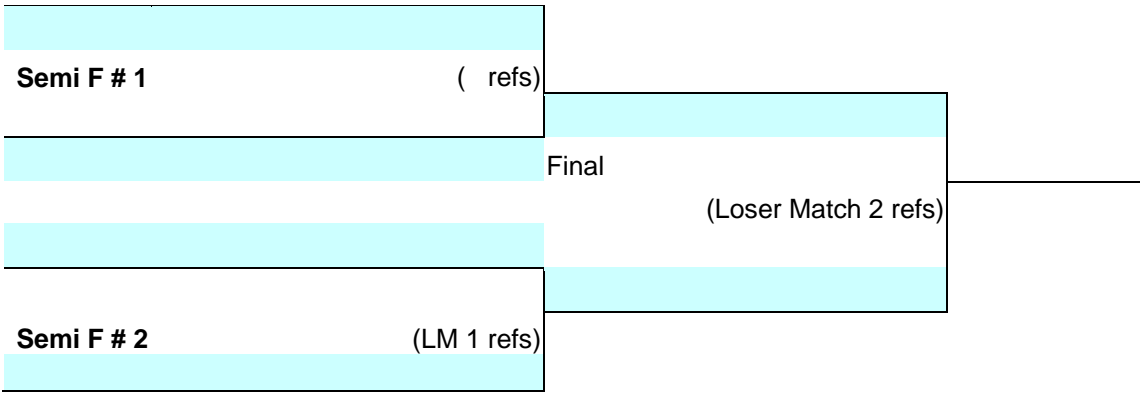 Semi F # 1 (   refs)
Final
(Loser Match 2 refs)
Semi F # 2 (LM 1 refs)